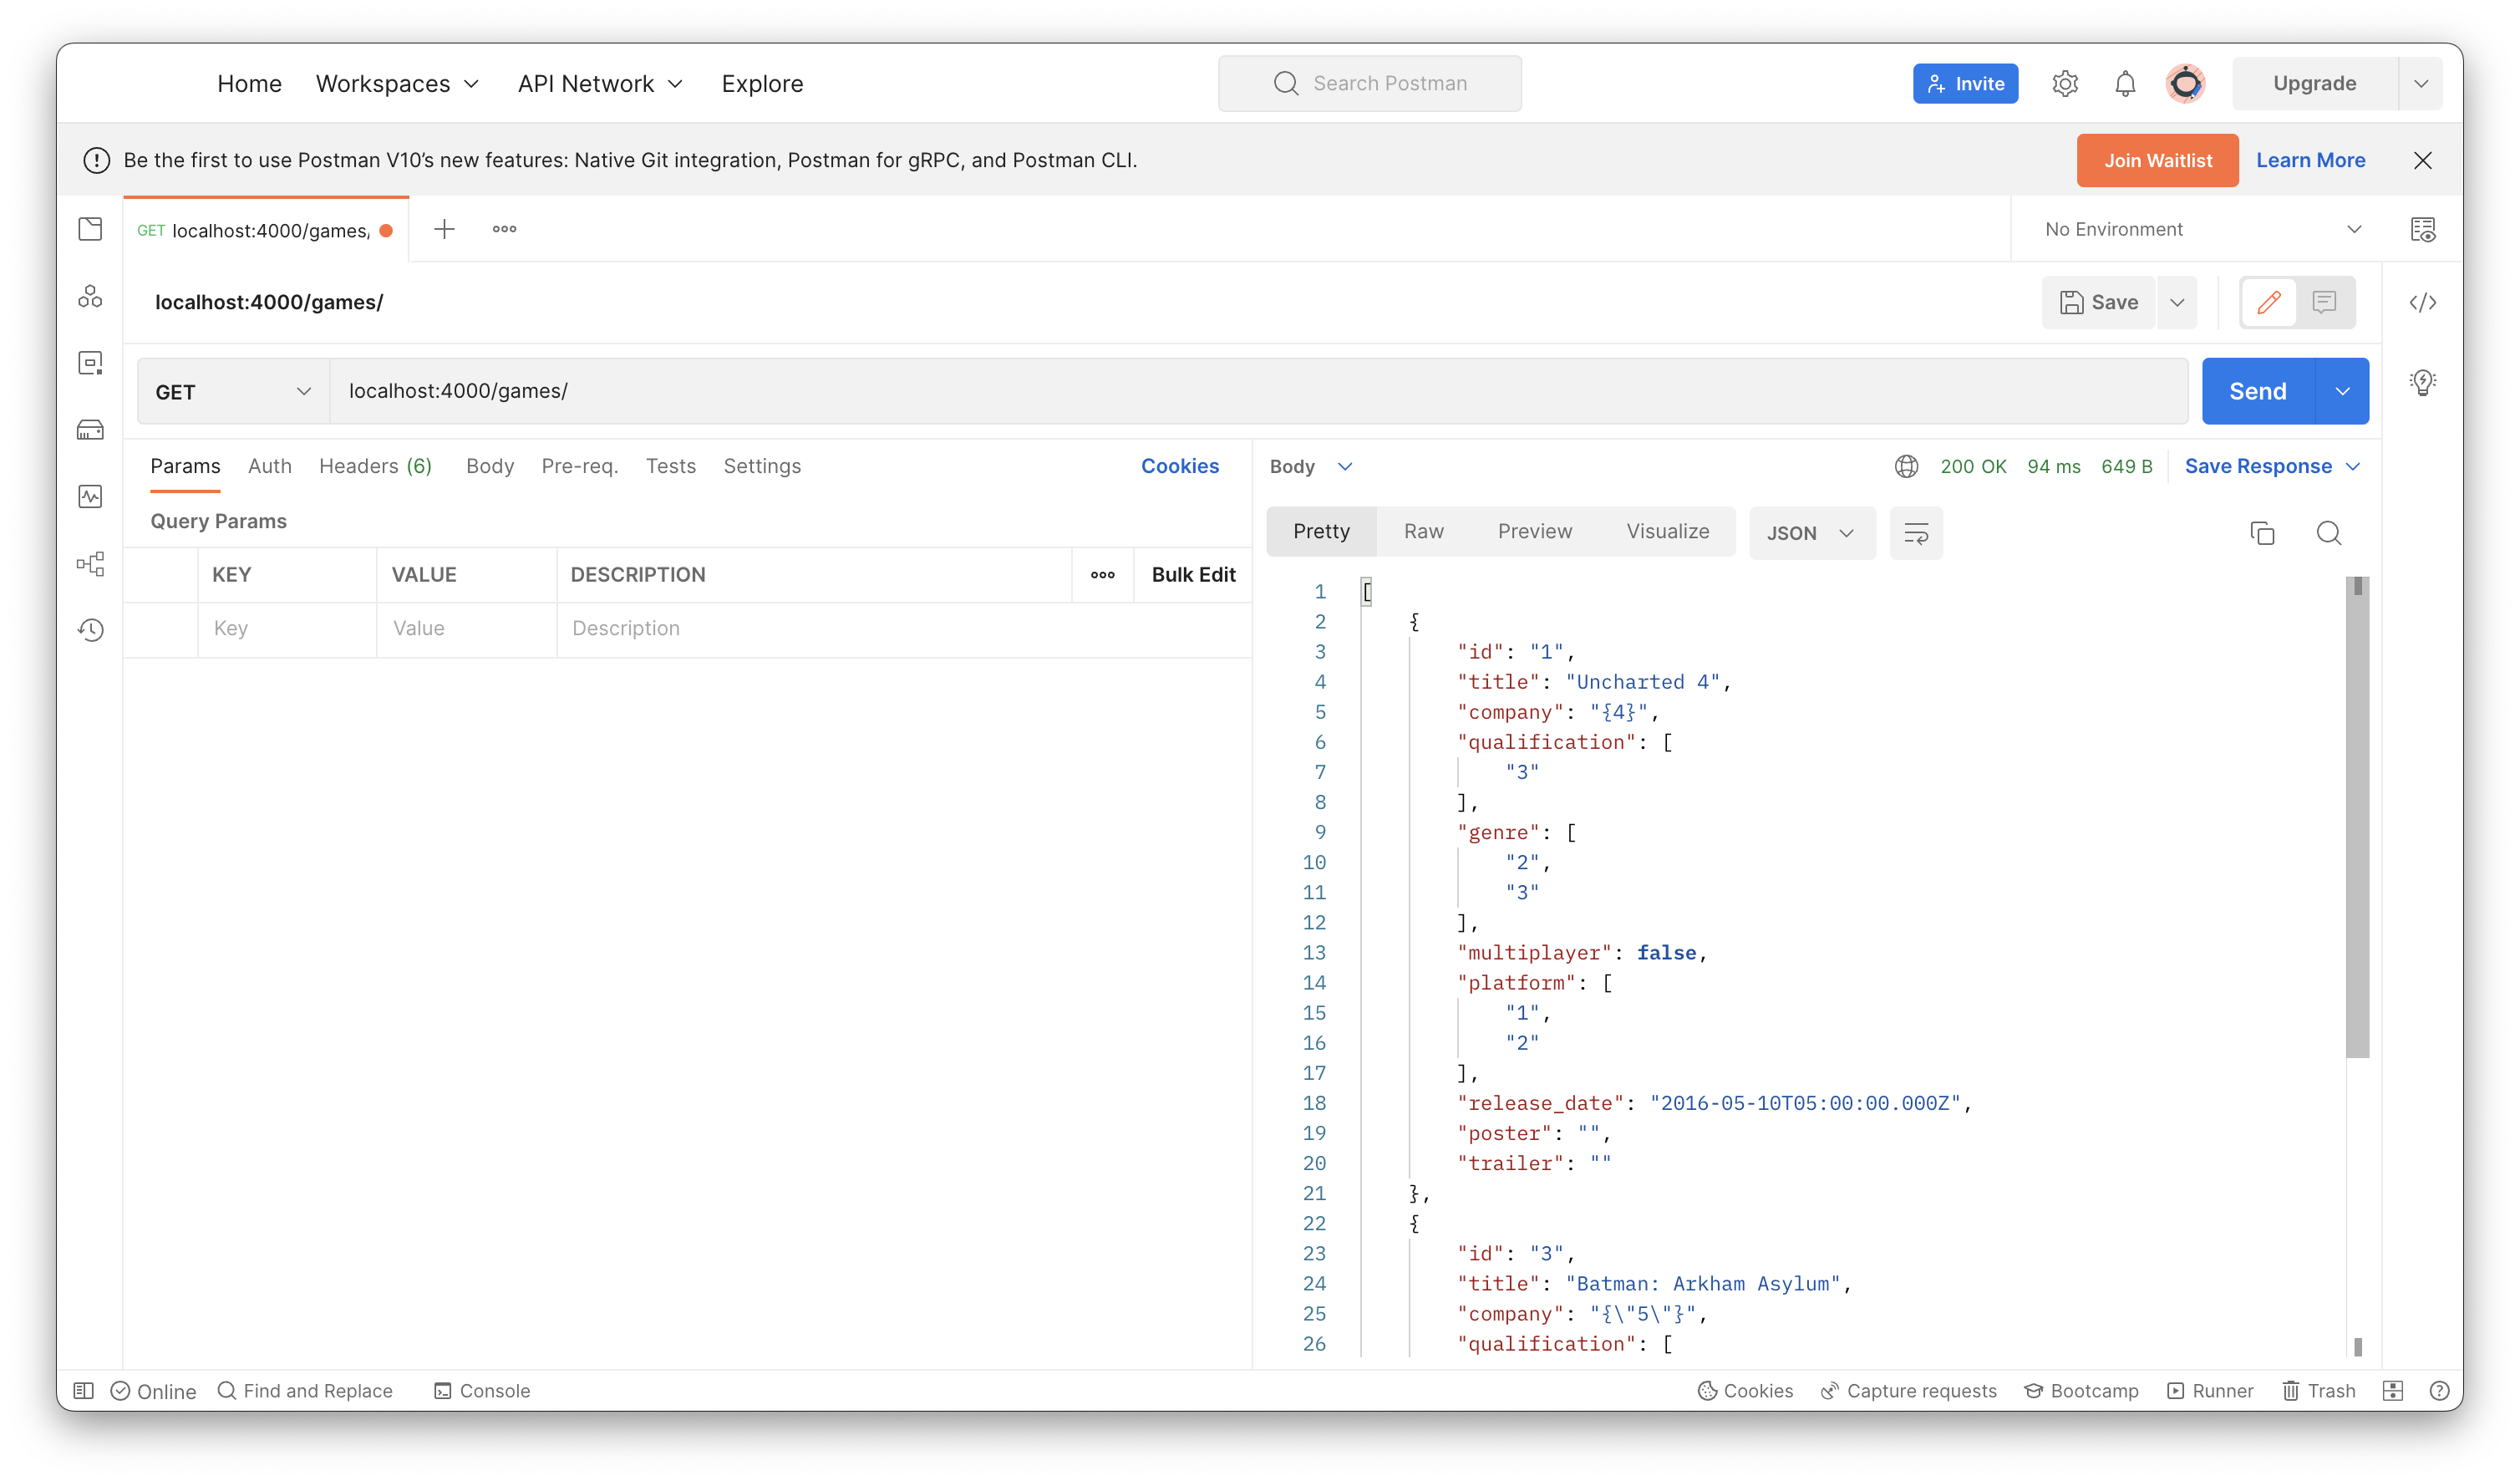 Home Workspaces API Network Explore Search Postman Invite Upgrade
Be the first to use Postman V10’s new features: Native Git integration, Postman for gRPC, and Postman CLI. Join Waitlist Learn More
GET localhost:4000/games, No Environment
localhost:4000/games/ Save
GET localhost:4000/games/ Send
Params Auth Headers (6) Body Pre-req. Tests Settings Cookies
Query Params
KEY VALUE DESCRIPTION Bulk Edit
Key Value Description
Body 200 OK 94 ms 649 B Save Response
Pretty Raw Preview Visualize JSON
1 [
2 {
3 "id": "1",
4 "title": "Uncharted 4",
5 "company": "{4}",
6 "qualification": [
7 "3"
8 ],
9 "genre": [
10 "2",
11 "3"
12 ],
13 "multiplayer": false,
14 "platform": [
15 "1",
16 "2"
17 ],
18 "release_date": "2016-05-10T05:00:00.000Z",
19 "poster": "",
20 "trailer": ""
21 },
22 {
23 "id": "3",
24 "title": "Batman: Arkham Asylum",
25 "company": "{\"5\"}",
26 "qualification": [
Online Find and Replace Console Cookies Capture requests Bootcamp Runner Trash